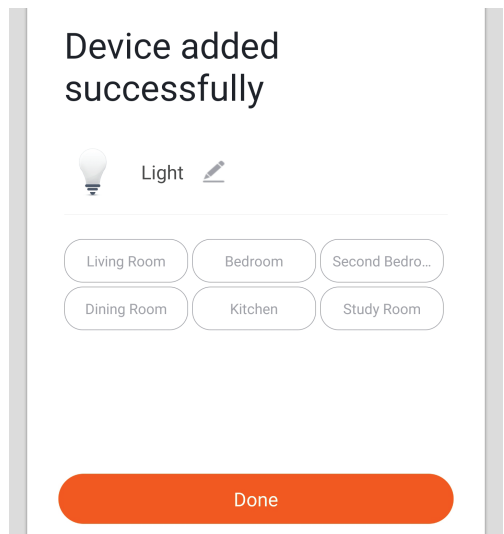 Device added
successfully
Light
Living Room Bedroom Second Bedro...
Dining Room Kitchen Study Room
Done